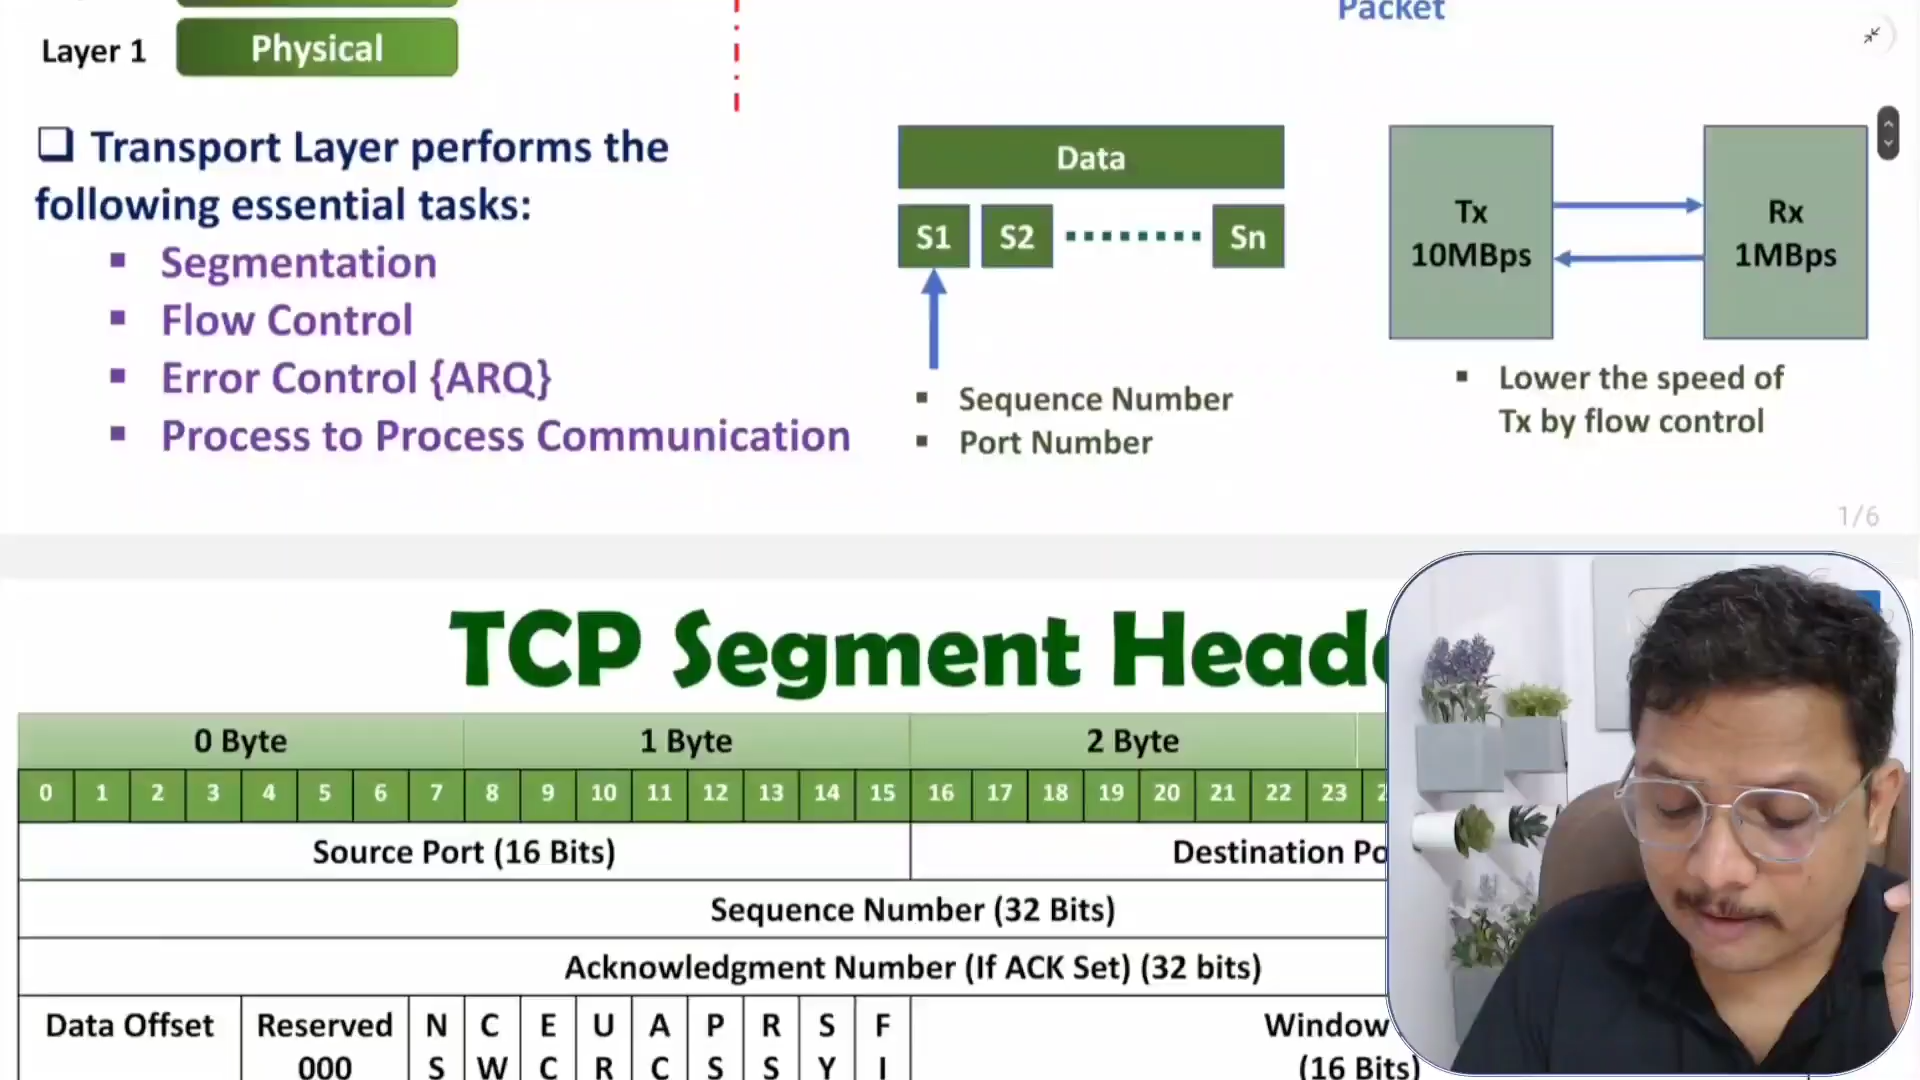 Packet
Layer 1
Physical
❑ Transport Layer performs the
following essential tasks:
▪ Segmentation
▪ Flow Control
▪ Error Control {ARQ}
▪ Process to Process Communication
Data
S1 S2 Sn
▪ Sequence Number
▪ Port Number
Tx
10MBps
Rx
1MBps
▪ Lower the speed of
Tx by flow control
1/6
TCP Segment Heade
0 Byte 1 Byte 2 Byte
0 1 2 3 4 5 6 7 8 9 10 11 12 13 14 15 16 17 18 19 20 21 22 23 2
Source Port (16 Bits) Destination Po
Sequence Number (32 Bits)
Acknowledgment Number (If ACK Set) (32 bits)
Data Offset Reserved N C E U A P R S F Window
000 S W C R C S S Y I (16 Bits)